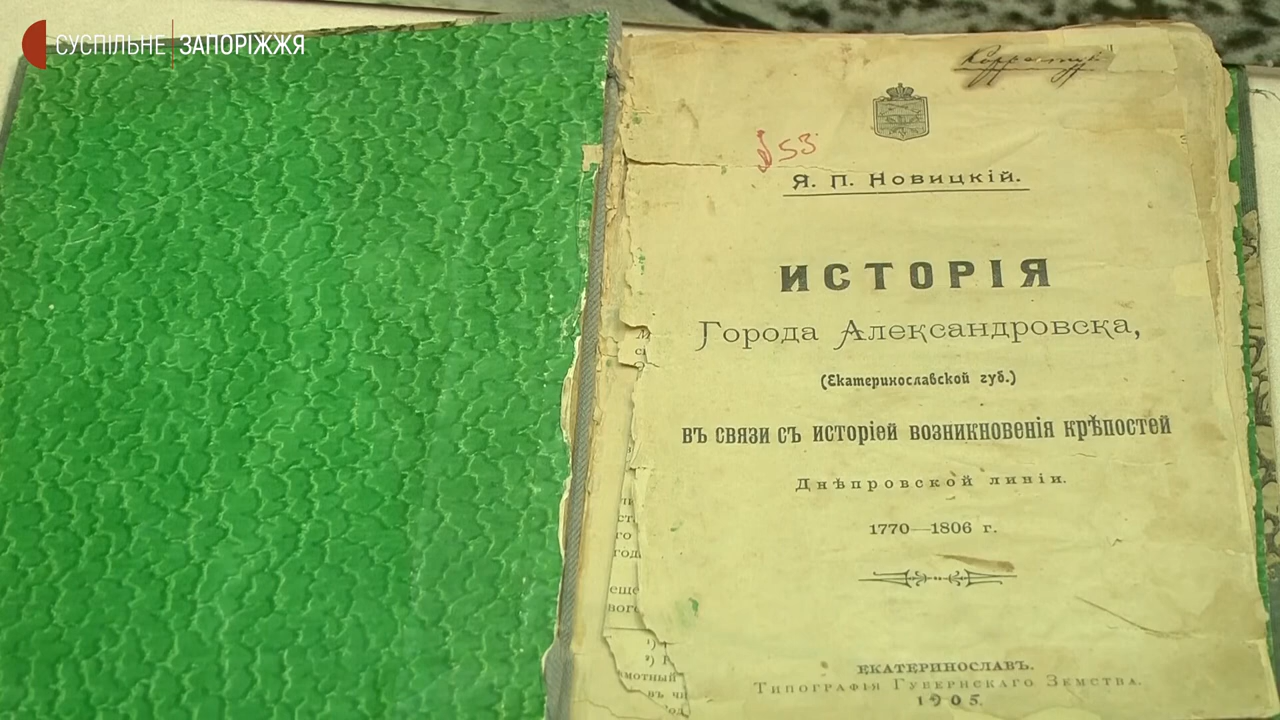 СУСПІЛЬНЕ ЗАПОРІЖЖЯ
53
Я. П. Новицкій.
ИСТОРІЯ
Города Александровска,
(Екатеринославской губ.)
въ связи съ исторіей возникновенія крѣпостей
Днѣпровской линіи.
1770—1806 г.
ЕКАТЕРИНОСЛАВЪ.
Типографія Губернскаго Земства.
1905.